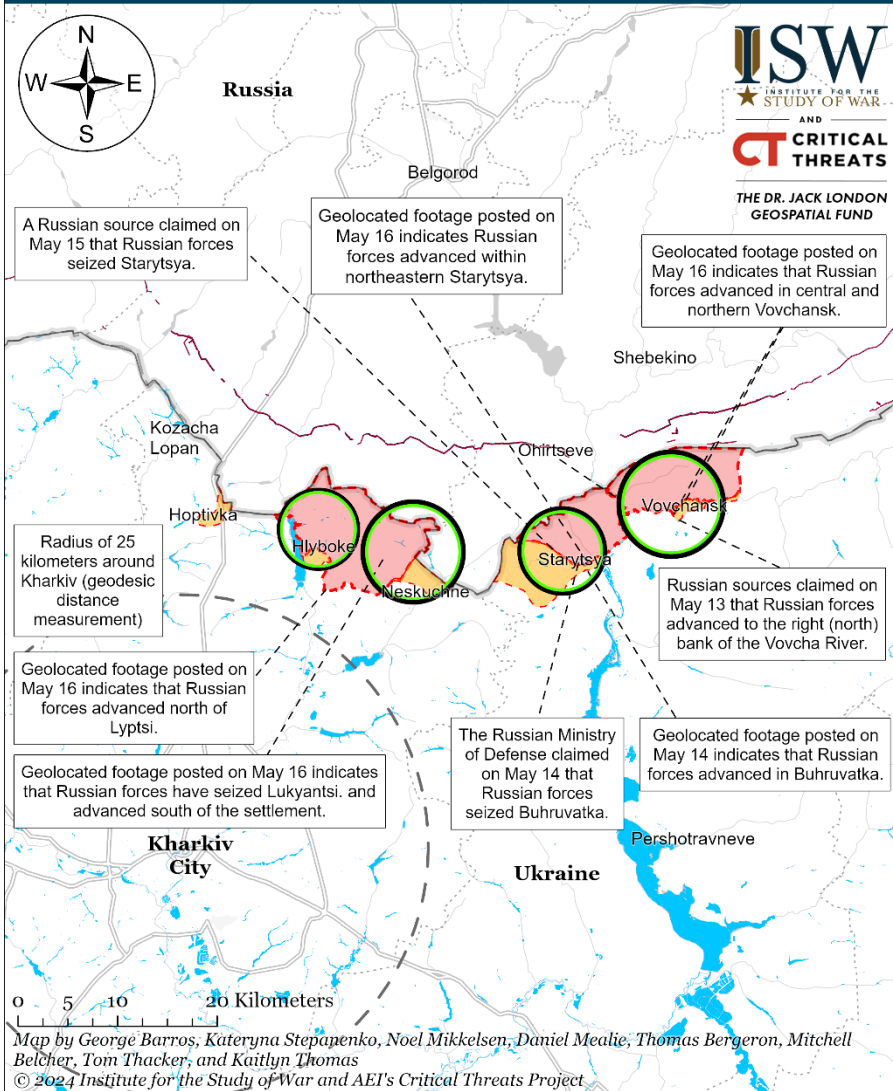 N
W
E
S
Russia
ISW
INSTITUTE FOR THE
STUDY OF WAR
AND
CT CRITICAL
THREATS
THE DR. JACK LONDON
GEOSPATIAL FUND
Belgorod
A Russian source claimed on
May 15 that Russian forces
seized Starytsya.
Geolocated footage posted on
May 16 indicates Russian
forces advanced within
northeastern Starytsya.
Geolocated footage posted on
May 16 indicates that Russian
forces advanced in central and
northern Vovchansk.
Shebekino
Kozacha
Lopan
Ohirtseve
Hoptivka
Vovchansk
Hlyboke
Starytsya
Neskuchne
Radius of 25
kilometers around
Kharkiv (geodesic
distance
measurement)
Russian sources claimed on
May 13 that Russian forces
advanced to the right (north)
bank of the Vovcha River.
Geolocated footage posted on
May 16 indicates that Russian
forces advanced north of
Lyptsi.
The Russian Ministry
of Defense claimed
on May 14 that
Russian forces
seized Buhruvatka.
Geolocated footage posted on
May 14 indicates that Russian
forces advanced in Buhruvatka.
Geolocated footage posted on May 16 indicates
that Russian forces have seized Lukyantsi. and
advanced south of the settlement.
Kharkiv
City
Ukraine
Pershotravneve
0 5 10 20 Kilometers
Map by George Barros, Kateryna Stepanenko, Noel Mikkelsen, Daniel Mealie, Thomas Bergeron, Mitchell
Belcher, Tom Thacker, and Kaitlyn Thomas
© 2024 Institute for the Study of War and AEI's Critical Threats Project